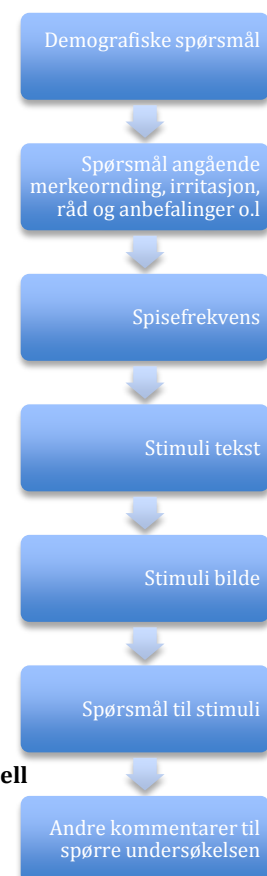 Demografiske spørsmål
Spørsmål angående
merkeornding, irritasjon,
råd og anbefalinger o.l
Spisefrekvens
Stimuli tekst
Stimuli bilde
Spørsmål til stimuli
ell
Andre kommentarer til
spørre undersøkelsen